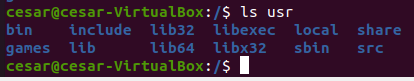 cesar@cesar-VirtualBox:/$ ls usr
bin include lib32 libexec local share
games lib lib64 libx32 sbin src
cesar@cesar-VirtualBox:/$